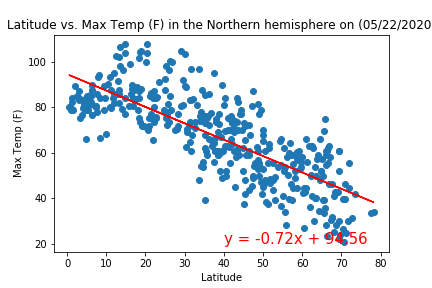 Latitude vs. Max Temp (F) in the Northern hemisphere on (05/22/2020
100
80
60
40
20
Max Temp (F)
y = -0.72x + 94.56
0 10 20 30 40 50 60 70 80
Latitude